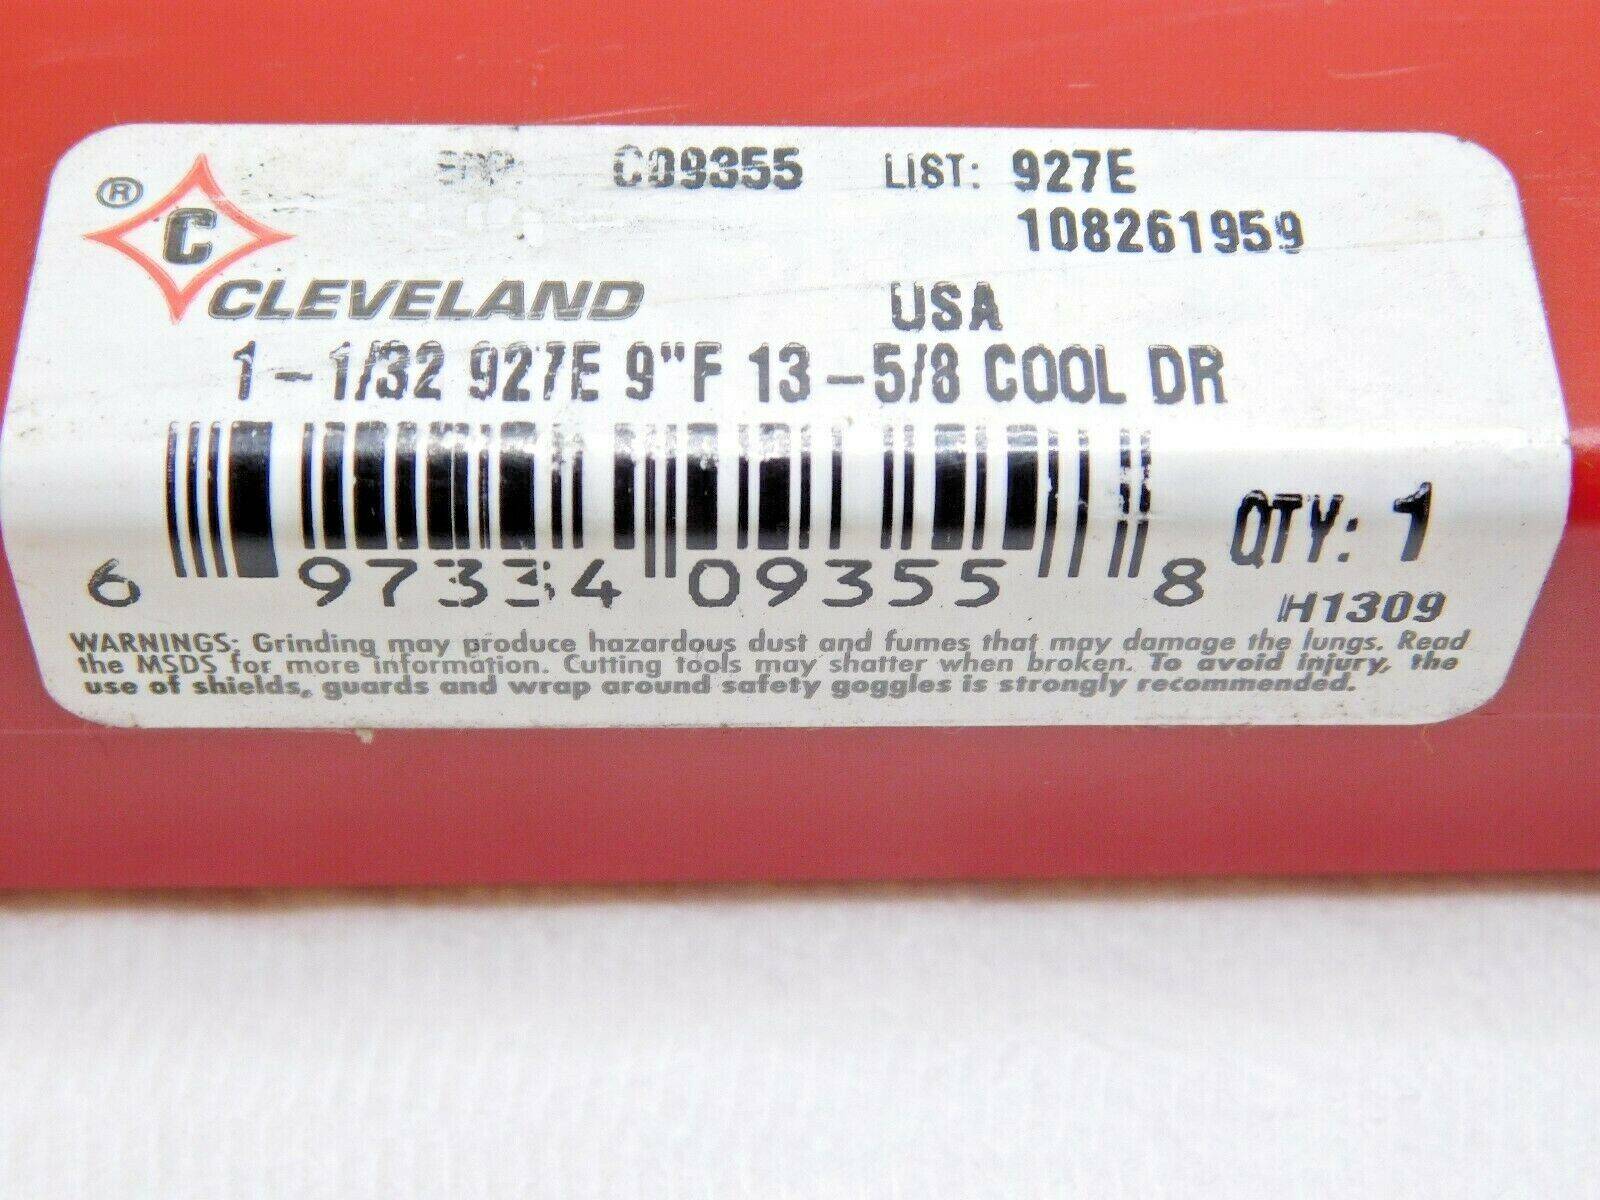 EDP: C09355 LIST: 927E
108261959
®
C
CLEVELAND USA
1-1/32 927E 9"F 13-5/8 COOL DR
6 97334 09355 8 QTY: 1
H1309
WARNINGS: Grinding may produce hazardous dust and fumes that may damage the lungs. Read
the MSDS for more information. Cutting tools may shatter when broken. To avoid injury, the
use of shields, guards and wrap around safety goggles is strongly recommended.